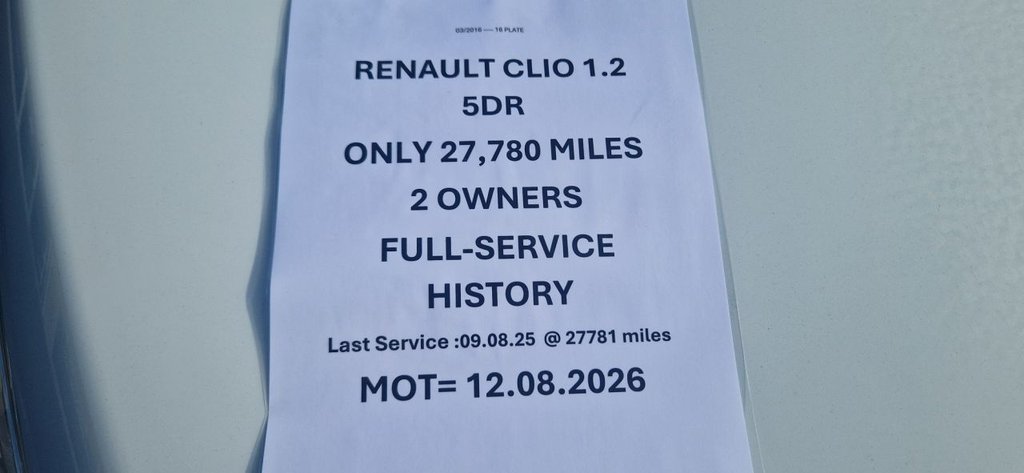 03/2016 ---- 16 PLATE
RENAULT CLIO 1.2
5DR
ONLY 27,780 MILES
2 OWNERS
FULL-SERVICE
HISTORY
Last Service :09.08.25 @ 27781 miles
MOT= 12.08.2026